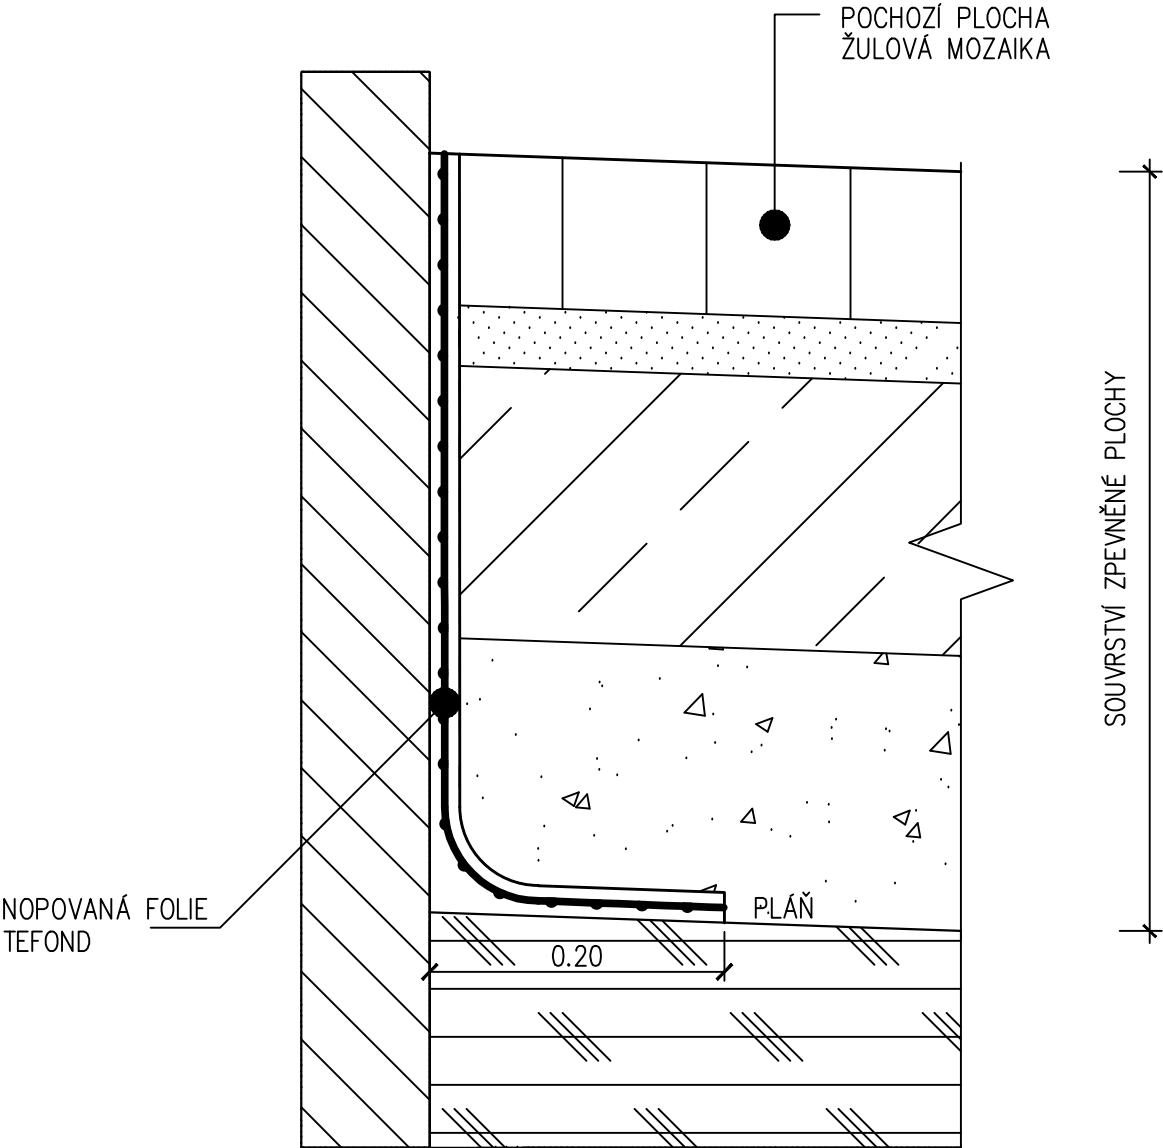 POCHOZÍ PLOCHA
ŽULOVÁ MOZAIKA
SOUVRSTVÍ ZPEVNĚNÉ PLOCHY
NOPOVANÁ FOLIE
TEFOND
PLÁŇ
0.20